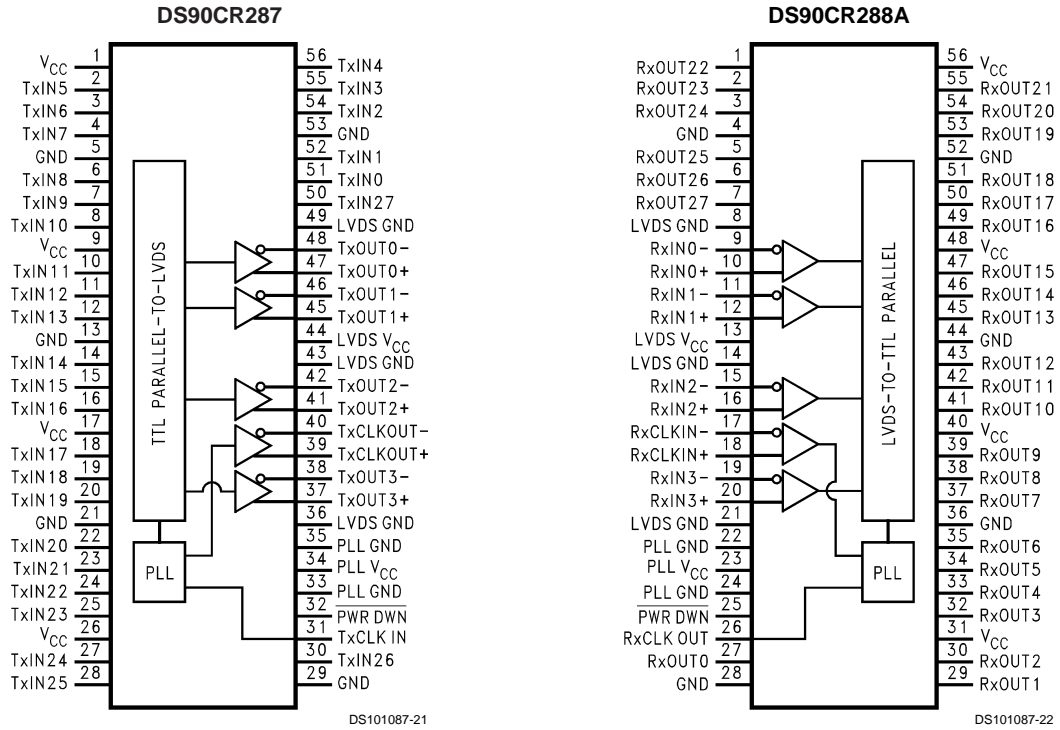 DS90CR287
1 V_CC
2 TxIN5
3 TxIN6
4 TxIN7
5 GND
6 TxIN8
7 TxIN9
8 TxIN10
9 V_CC
10 TxIN11
11 TxIN12
12 TxIN13
13 GND
14 TxIN14
15 TxIN15
16 TxIN16
17 V_CC
18 TxIN17
19 TxIN18
20 TxIN19
21 GND
22 TxIN20
23 TxIN21
24 TxIN22
25 TxIN23
26 V_CC
27 TxIN24
28 TxIN25
TTL PARALLEL-TO-LVDS
PLL
56 TxIN4
55 TxIN3
54 TxIN2
53 GND
52 TxIN1
51 TxIN0
50 TxIN27
49 LVDS GND
48 TxOUT0-
47 TxOUT0+
46 TxOUT1-
45 TxOUT1+
44 LVDS V_CC
43 LVDS GND
42 TxOUT2-
41 TxOUT2+
40 TxCLKOUT-
39 TxCLKOUT+
38 TxOUT3-
37 TxOUT3+
36 LVDS GND
35 PLL GND
34 PLL V_CC
33 PLL GND
32 PWR DWN
31 TxCLK IN
30 TxIN26
29 GND
DS101087-21
DS90CR288A
1 RxOUT22
2 RxOUT23
3 RxOUT24
4 GND
5 RxOUT25
6 RxOUT26
7 RxOUT27
8 LVDS GND
9 RxIN0-
10 RxIN0+
11 RxIN1-
12 RxIN1+
13 LVDS V_CC
14 LVDS GND
15 RxIN2-
16 RxIN2+
17 RxCLKIN-
18 RxCLKIN+
19 RxIN3-
20 RxIN3+
21 LVDS GND
22 PLL GND
23 PLL V_CC
24 PLL GND
25 PWR DWN
26 RxCLK OUT
27 RxOUT0
28 GND
LVDS-TO-TTL PARALLEL
PLL
56 V_CC
55 RxOUT21
54 RxOUT20
53 RxOUT19
52 GND
51 RxOUT18
50 RxOUT17
49 RxOUT16
48 V_CC
47 RxOUT15
46 RxOUT14
45 RxOUT13
44 GND
43 RxOUT12
42 RxOUT11
41 RxOUT10
40 V_CC
39 RxOUT9
38 RxOUT8
37 RxOUT7
36 GND
35 RxOUT6
34 RxOUT5
33 RxOUT4
32 RxOUT3
31 V_CC
30 RxOUT2
29 RxOUT1
DS101087-22